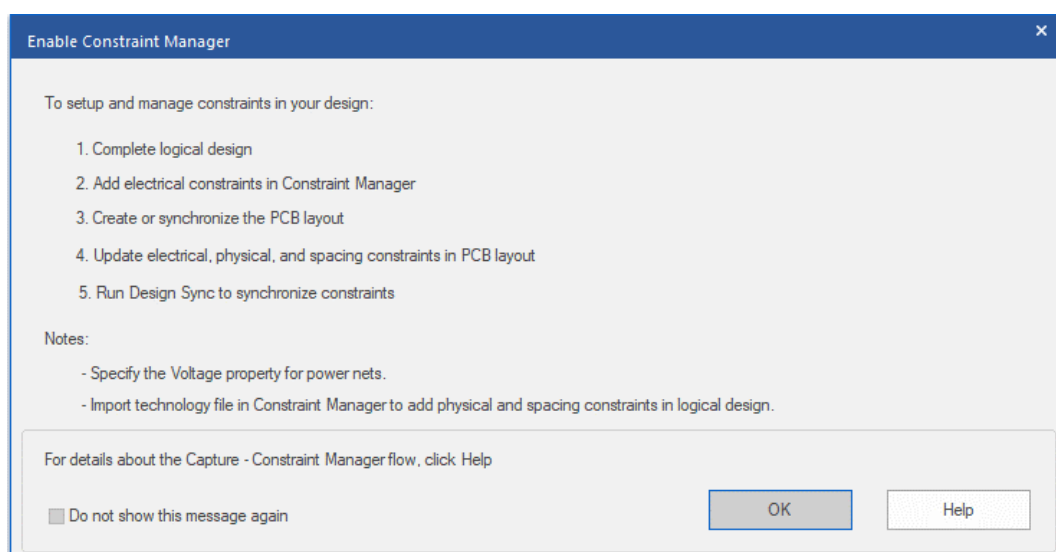 Enable Constraint Manager
To setup and manage constraints in your design:
1. Complete logical design
2. Add electrical constraints in Constraint Manager
3. Create or synchronize the PCB layout
4. Update electrical, physical, and spacing constraints in PCB layout
5. Run Design Sync to synchronize constraints
Notes:
- Specify the Voltage property for power nets.
- Import technology file in Constraint Manager to add physical and spacing constraints in logical design.
For details about the Capture - Constraint Manager flow, click Help
Do not show this message again
OK
Help